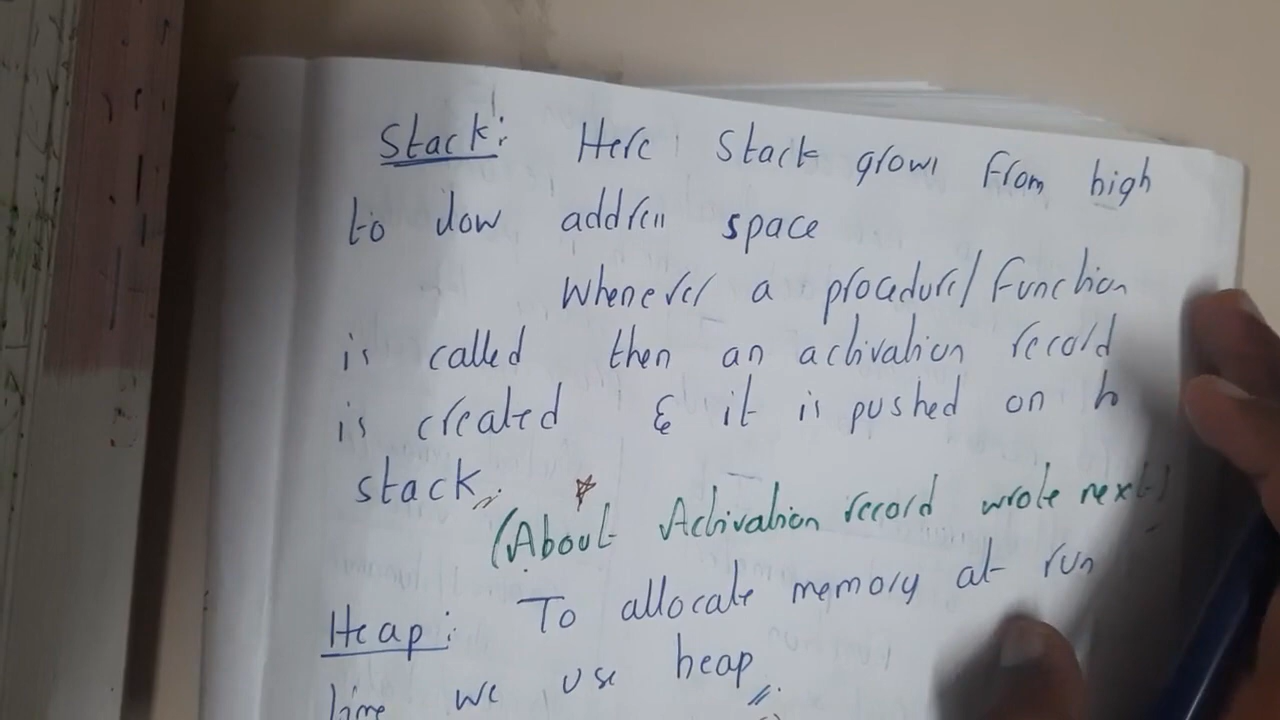 Stack: Here stack grows from high
to low address space
Whenever a procedure/function
is called then an activation record
is created & it is pushed on to
stack.
(About Activation record wrote next)
Heap: To allocate memory at run
time we use heap